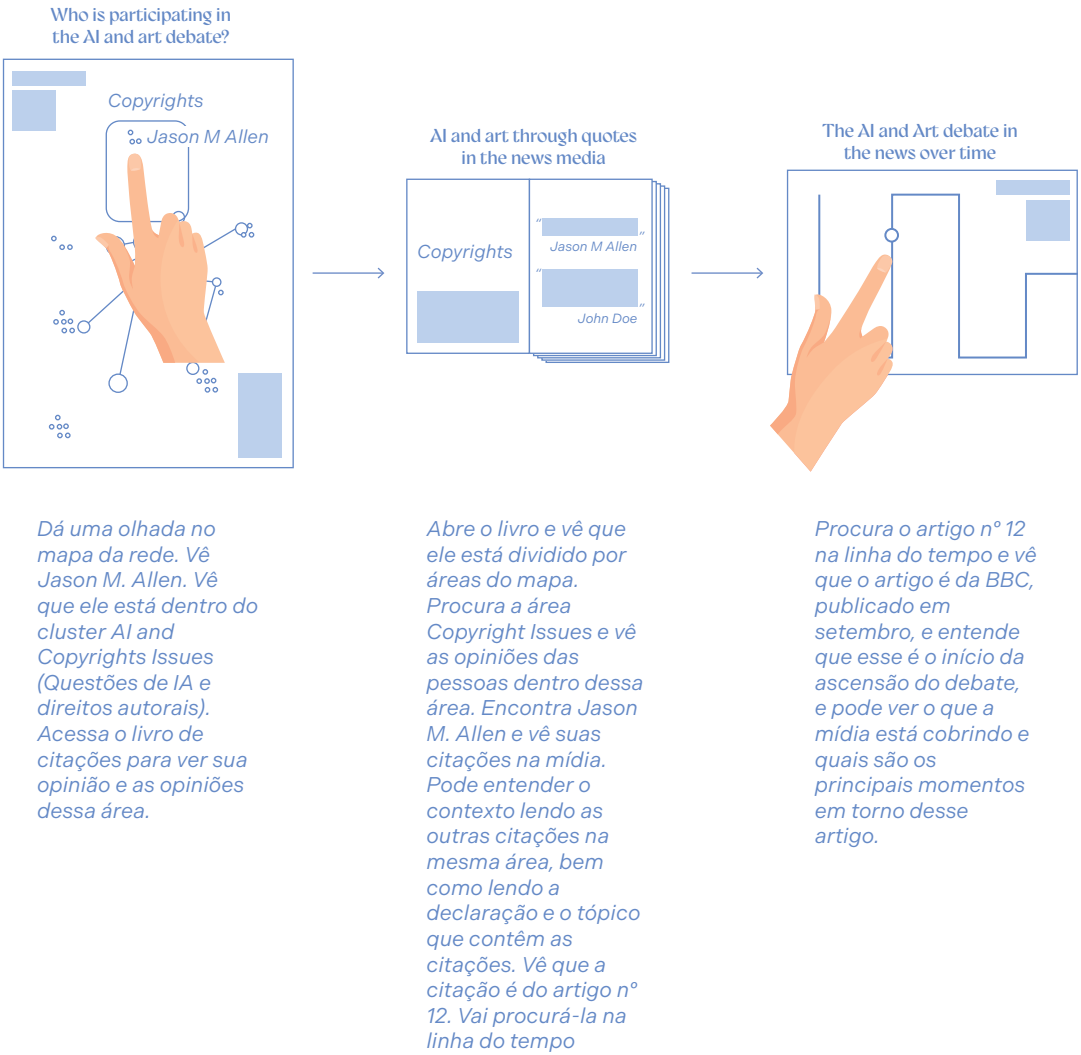 Who is participating in
the AI and art debate?
Copyrights
Jason M Allen
AI and art through quotes
in the news media
Copyrights
“ ”
Jason M Allen
“ ”
John Doe
The AI and Art debate in
the news over time
Dá uma olhada no
mapa da rede. Vê
Jason M. Allen. Vê
que ele está dentro do
cluster AI and
Copyrights Issues
(Questões de IA e
direitos autorais).
Acessa o livro de
citações para ver sua
opinião e as opiniões
dessa área.
Abre o livro e vê que
ele está dividido por
áreas do mapa.
Procura a área
Copyright Issues e vê
as opiniões das
pessoas dentro dessa
área. Encontra Jason
M. Allen e vê suas
citações na mídia.
Pode entender o
contexto lendo as
outras citações na
mesma área, bem
como lendo a
declaração e o tópico
que contêm as
citações. Vê que a
citação é do artigo n°
12. Vai procurá-la na
linha do tempo
Procura o artigo n° 12
na linha do tempo e vê
que o artigo é da BBC,
publicado em
setembro, e entende
que esse é o início da
ascensão do debate,
e pode ver o que a
mídia está cobrindo e
quais são os
principais momentos
em torno desse
artigo.